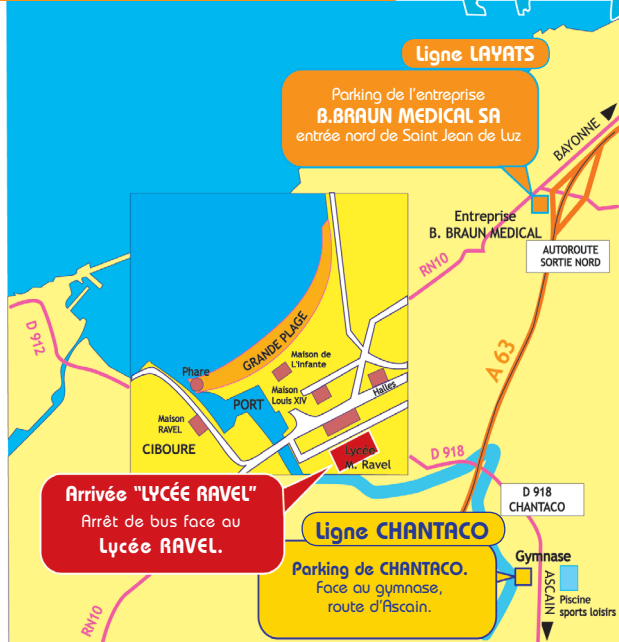 Ligne LAYATS
Parking de l'entreprise
B.BRAUN MEDICAL SA
entrée nord de Saint Jean de Luz
BAYONNE
Entreprise
B. BRAUN MEDICAL
AUTOROUTE
SORTIE NORD
RN10
A 63
D 912
GRANDE PLAGE
Phare
Maison de
L'infante
Maison
Louis XIV
Halles
PORT
Maison
RAVEL
CIBOURE
Lycée
M. Ravel
D 918
D 918
CHANTACO
Arrivée "LYCÉE RAVEL"
Arrêt de bus face au
Lycée RAVEL.
Ligne CHANTACO
Parking de CHANTACO.
Face au gymnase,
route d'Ascain.
Gymnase
ASCAIN
Piscine
sports loisirs
RN10